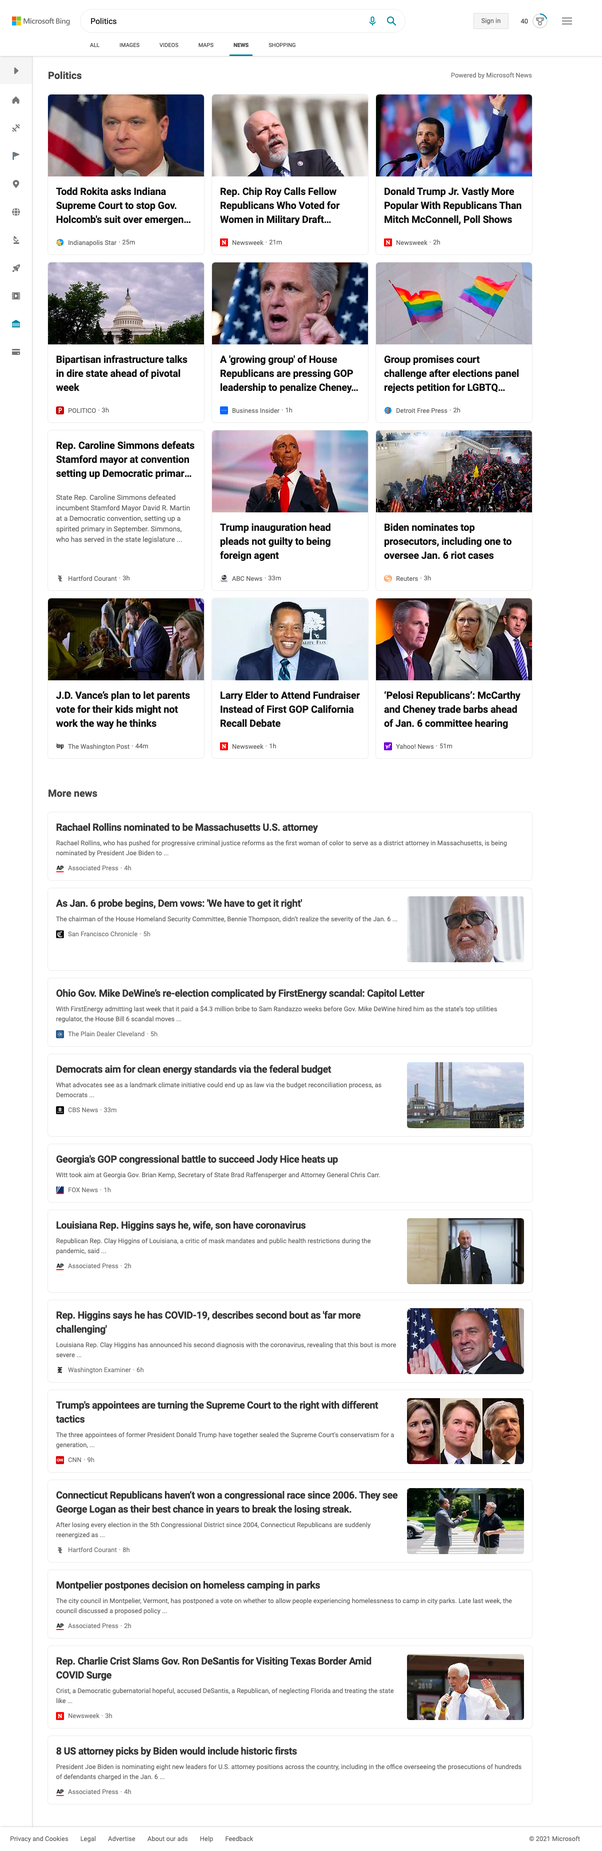 Microsoft Bing
Politics
Sign in
40
ALL
IMAGES
VIDEOS
MAPS
NEWS
SHOPPING
Politics
Powered by Microsoft News
Todd Rokita asks Indiana
Supreme Court to stop Gov.
Holcomb's suit over emergen...
Indianapolis Star · 25m
Rep. Chip Roy Calls Fellow
Republicans Who Voted for
Women in Military Draft...
Newsweek · 21m
Donald Trump Jr. Vastly More
Popular With Republicans Than
Mitch McConnell, Poll Shows
Newsweek · 2h
Bipartisan infrastructure talks
in dire state ahead of pivotal
week
POLITICO · 3h
A 'growing group' of House
Republicans are pressing GOP
leadership to penalize Cheney...
Business Insider · 1h
Group promises court
challenge after elections panel
rejects petition for LGBTQ...
Detroit Free Press · 2h
Rep. Caroline Simmons defeats
Stamford mayor at convention
setting up Democratic primar...
State Rep. Caroline Simmons defeated
incumbent Stamford Mayor David R. Martin
at a Democratic convention, setting up a
spirited primary in September. Simmons,
who has served in the state legislature ...
Hartford Courant · 3h
Trump inauguration head
pleads not guilty to being
foreign agent
ABC News · 33m
Biden nominates top
prosecutors, including one to
oversee Jan. 6 riot cases
Reuters · 3h
J.D. Vance's plan to let parents
vote for their kids might not
work the way he thinks
The Washington Post · 44m
Larry Elder to Attend Fundraiser
Instead of First GOP California
Recall Debate
Newsweek · 1h
'Pelosi Republicans': McCarthy
and Cheney trade barbs ahead
of Jan. 6 committee hearing
Yahoo! News · 51m
More news
Rachael Rollins nominated to be Massachusetts U.S. attorney
Rachael Rollins, who has pushed for progressive criminal justice reforms as the first woman of color to serve as a district attorney in Massachusetts, is being
nominated by President Joe Biden to ...
AP Associated Press · 4h
As Jan. 6 probe begins, Dem vows: 'We have to get it right'
The chairman of the House Homeland Security Committee, Bennie Thompson, didn't realize the severity of the Jan. 6 ...
San Francisco Chronicle · 5h
Ohio Gov. Mike DeWine's re-election complicated by FirstEnergy scandal: Capitol Letter
With FirstEnergy admitting last week that it paid a $4.3 million bribe to Sam Randazzo weeks before Gov. Mike DeWine hired him as the state's top utilities
regulator, the House Bill 6 scandal moves ...
The Plain Dealer Cleveland · 5h
Democrats aim for clean energy standards via the federal budget
What advocates see as a landmark climate initiative could end up as law via the budget reconciliation process, as
Democrats ...
CBS News · 33m
Georgia's GOP congressional battle to succeed Jody Hice heats up
Witt took aim at Georgia Gov. Brian Kemp, Secretary of State Brad Raffensperger and Attorney General Chris Carr.
FOX News · 1h
Louisiana Rep. Higgins says he, wife, son have coronavirus
Republican Rep. Clay Higgins of Louisiana, a critic of mask mandates and public health restrictions during the
pandemic, said ...
AP Associated Press · 2h
Rep. Higgins says he has COVID-19, describes second bout as 'far more
challenging'
Louisiana Rep. Clay Higgins has announced his second diagnosis with the coronavirus, revealing that this bout is more
severe ...
Washington Examiner · 6h
Trump's appointees are turning the Supreme Court to the right with different
tactics
The three appointees of former President Donald Trump have together sealed the Supreme Court's conservatism for a
generation, ...
CNN · 9h
Connecticut Republicans haven't won a congressional race since 2006. They see
George Logan as their best chance in years to break the losing streak.
After losing every election in the 5th Congressional District since 2004, Connecticut Republicans are suddenly
reenergized as ...
Hartford Courant · 8h
Montpelier postpones decision on homeless camping in parks
The city council in Montpelier, Vermont, has postponed a vote on whether to allow people experiencing homelessness to camp in city parks. Late last week, the
council discussed a proposed policy ...
AP Associated Press · 2h
Rep. Charlie Crist Slams Gov. Ron DeSantis for Visiting Texas Border Amid
COVID Surge
Crist, a Democratic gubernatorial hopeful, accused DeSantis, a Republican, of neglecting Florida and treating the state
like ...
Newsweek · 3h
8 US attorney picks by Biden would include historic firsts
President Joe Biden is nominating eight new leaders for U.S. attorney positions across the country, including in the office overseeing the prosecutions of hundreds
of defendants charged in the Jan. 6 ...
AP Associated Press · 4h
Privacy and Cookies
Legal
Advertise
About our ads
Help
Feedback
© 2021 Microsoft